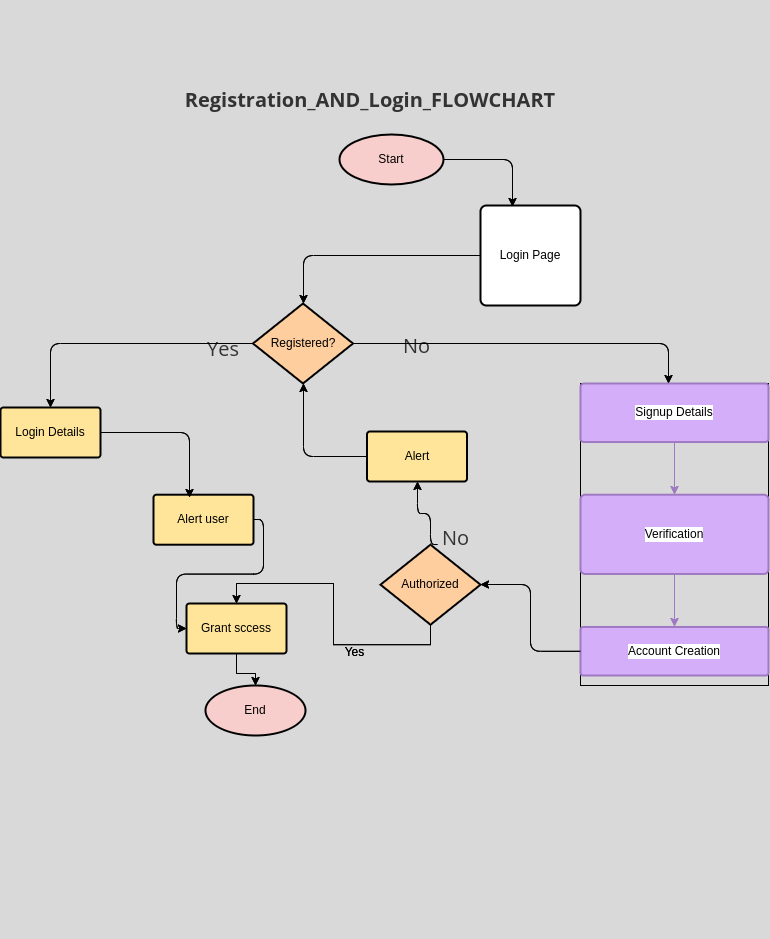 Registration_AND_Login_FLOWCHART
Start
Login Page
Registered?
Yes
No
Signup Details
Login Details
Alert
Alert user
Verification
No
Authorized
Grant sccess
Yes
Account Creation
End